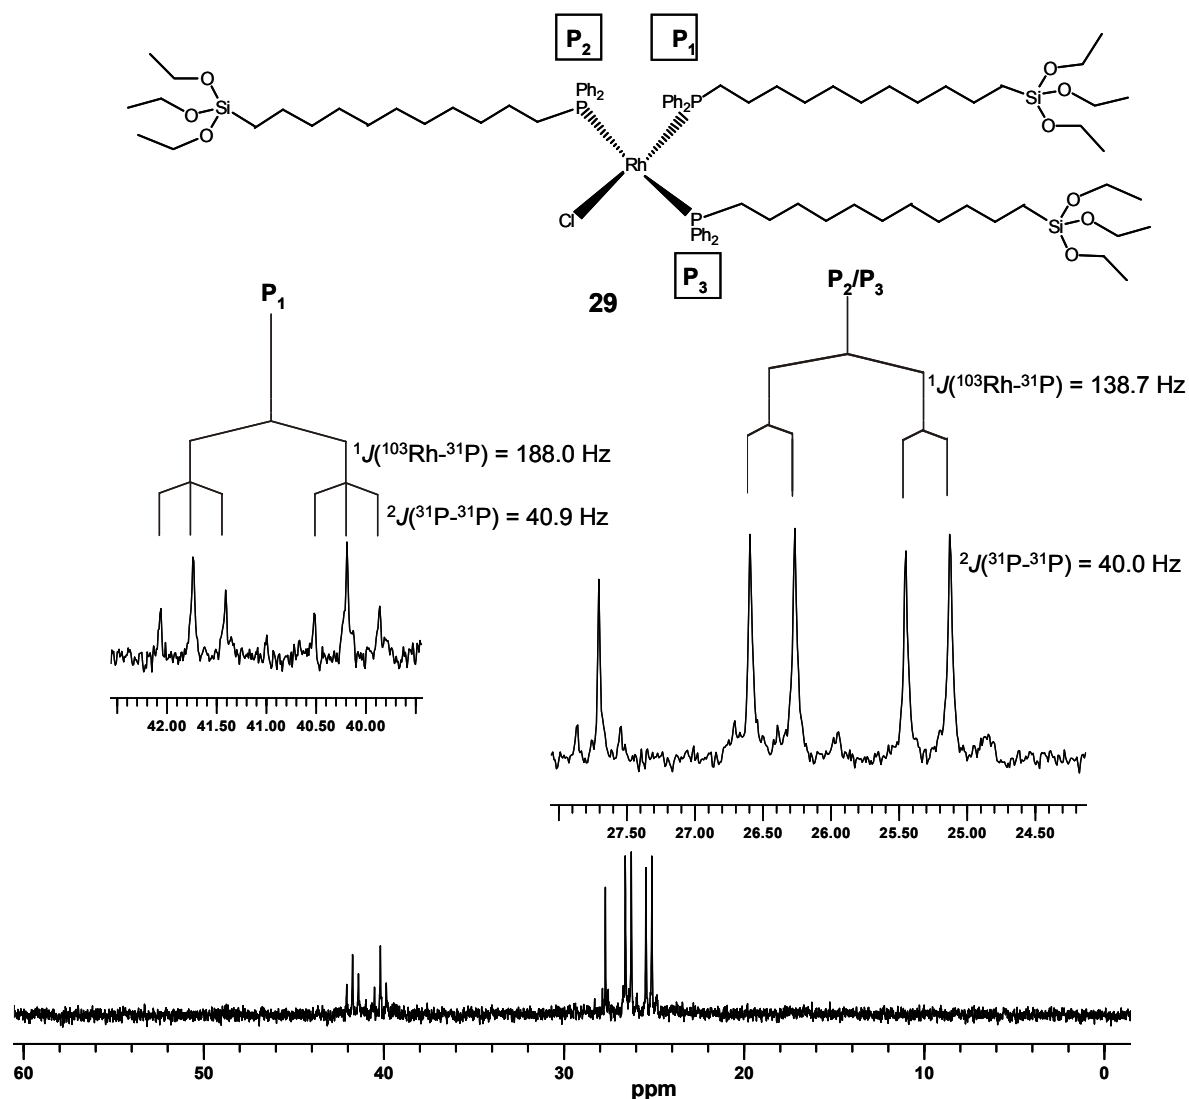 P₂ P₁
Ph₂ P
Ph₂P
O O O Si
Si O O O
Rh
Cl
P Ph₂
Si O O O
P₃
29
P₁
P₂/P₃
¹J(¹⁰³Rh-³¹P) = 138.7 Hz
¹J(¹⁰³Rh-³¹P) = 188.0 Hz
²J(³¹P-³¹P) = 40.9 Hz
²J(³¹P-³¹P) = 40.0 Hz
42.00 41.50 41.00 40.50 40.00
27.50 27.00 26.50 26.00 25.50 25.00 24.50
60 50 40 30 20 10 0
ppm